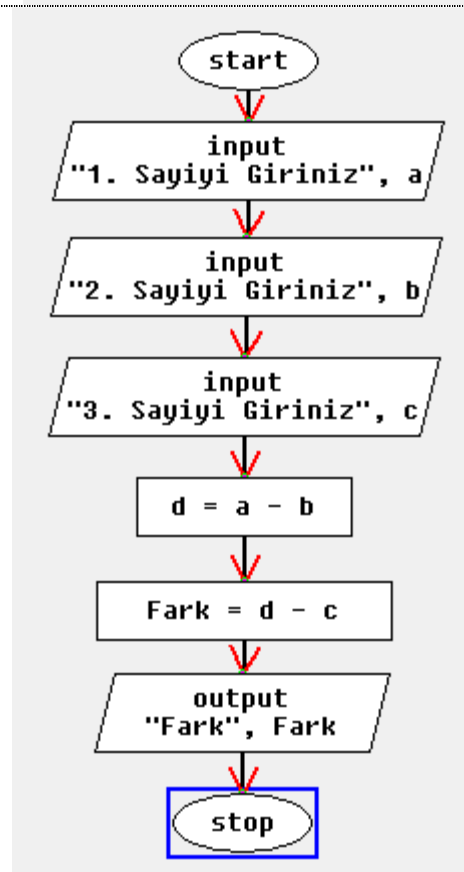 start
input
"1. Sayiyi Giriniz", a
input
"2. Sayiyi Giriniz", b
input
"3. Sayiyi Giriniz", c
d = a - b
Fark = d - c
output
"Fark", Fark
stop